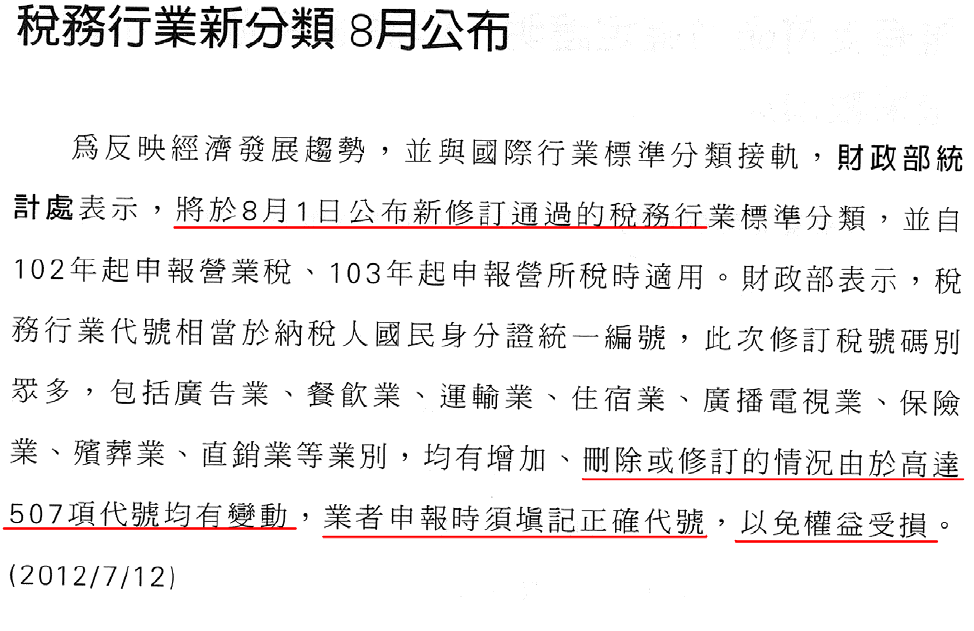 稅務行業新分類 8月公布
為反映經濟發展趨勢，並與國際行業標準分類接軌，財政部統
計處表示，將於8月1日公布新修訂通過的稅務行業標準分類，並自
102年起申報營業稅、103年起申報營所稅時適用。財政部表示，稅
務行業代號相當於納稅人國民身分證統一編號，此次修訂稅號碼別
眾多，包括廣告業、餐飲業、運輸業、住宿業、廣播電視業、保險
業、殯葬業、直銷業等業別，均有增加、刪除或修訂的情況由於高達
507項代號均有變動，業者申報時須填記正確代號，以免權益受損。
(2012/7/12)